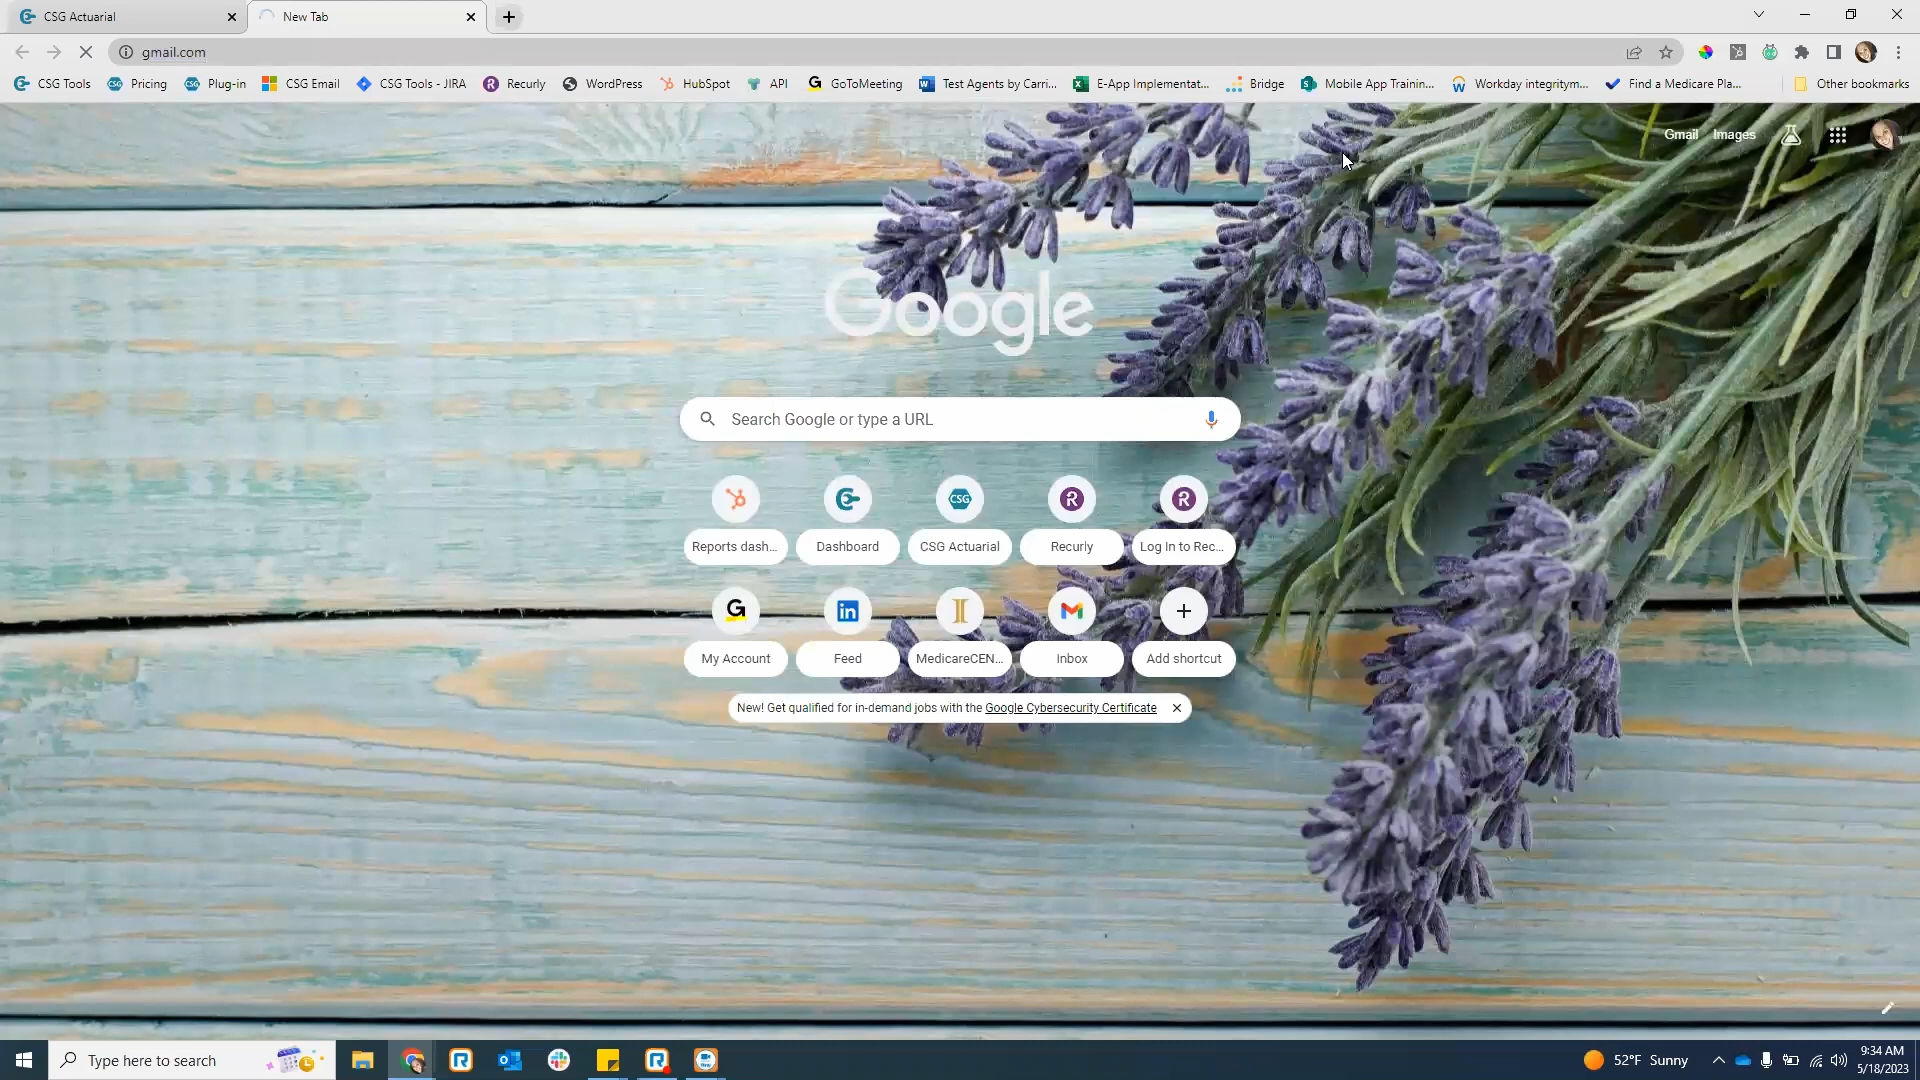 CSG Actuarial
New Tab
gmail.com
CSG Tools
Pricing
Plug-in
CSG Email
CSG Tools - JIRA
Recurly
WordPress
HubSpot
API
GoToMeeting
Test Agents by Carri...
E-App Implementat...
Bridge
Mobile App Trainin...
Workday integritym...
Find a Medicare Pla...
Other bookmarks
Gmail
Images
Google
Search Google or type a URL
CSG
Reports dash...
Dashboard
CSG Actuarial
Recurly
Log In to Rec...
My Account
Feed
MedicareCEN...
Inbox
Add shortcut
New! Get qualified for in-demand jobs with the Google Cybersecurity Certificate
Type here to search
52°F Sunny
9:34 AM
5/18/2023